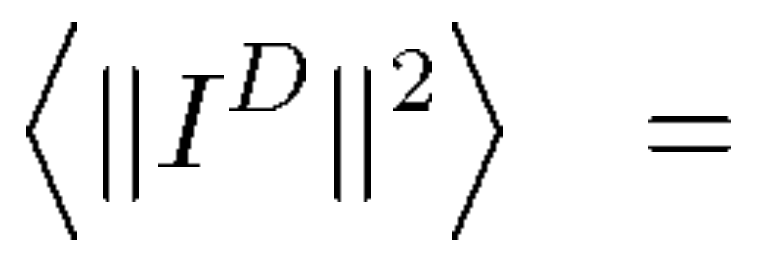 ⟨‖I^D‖²⟩ =